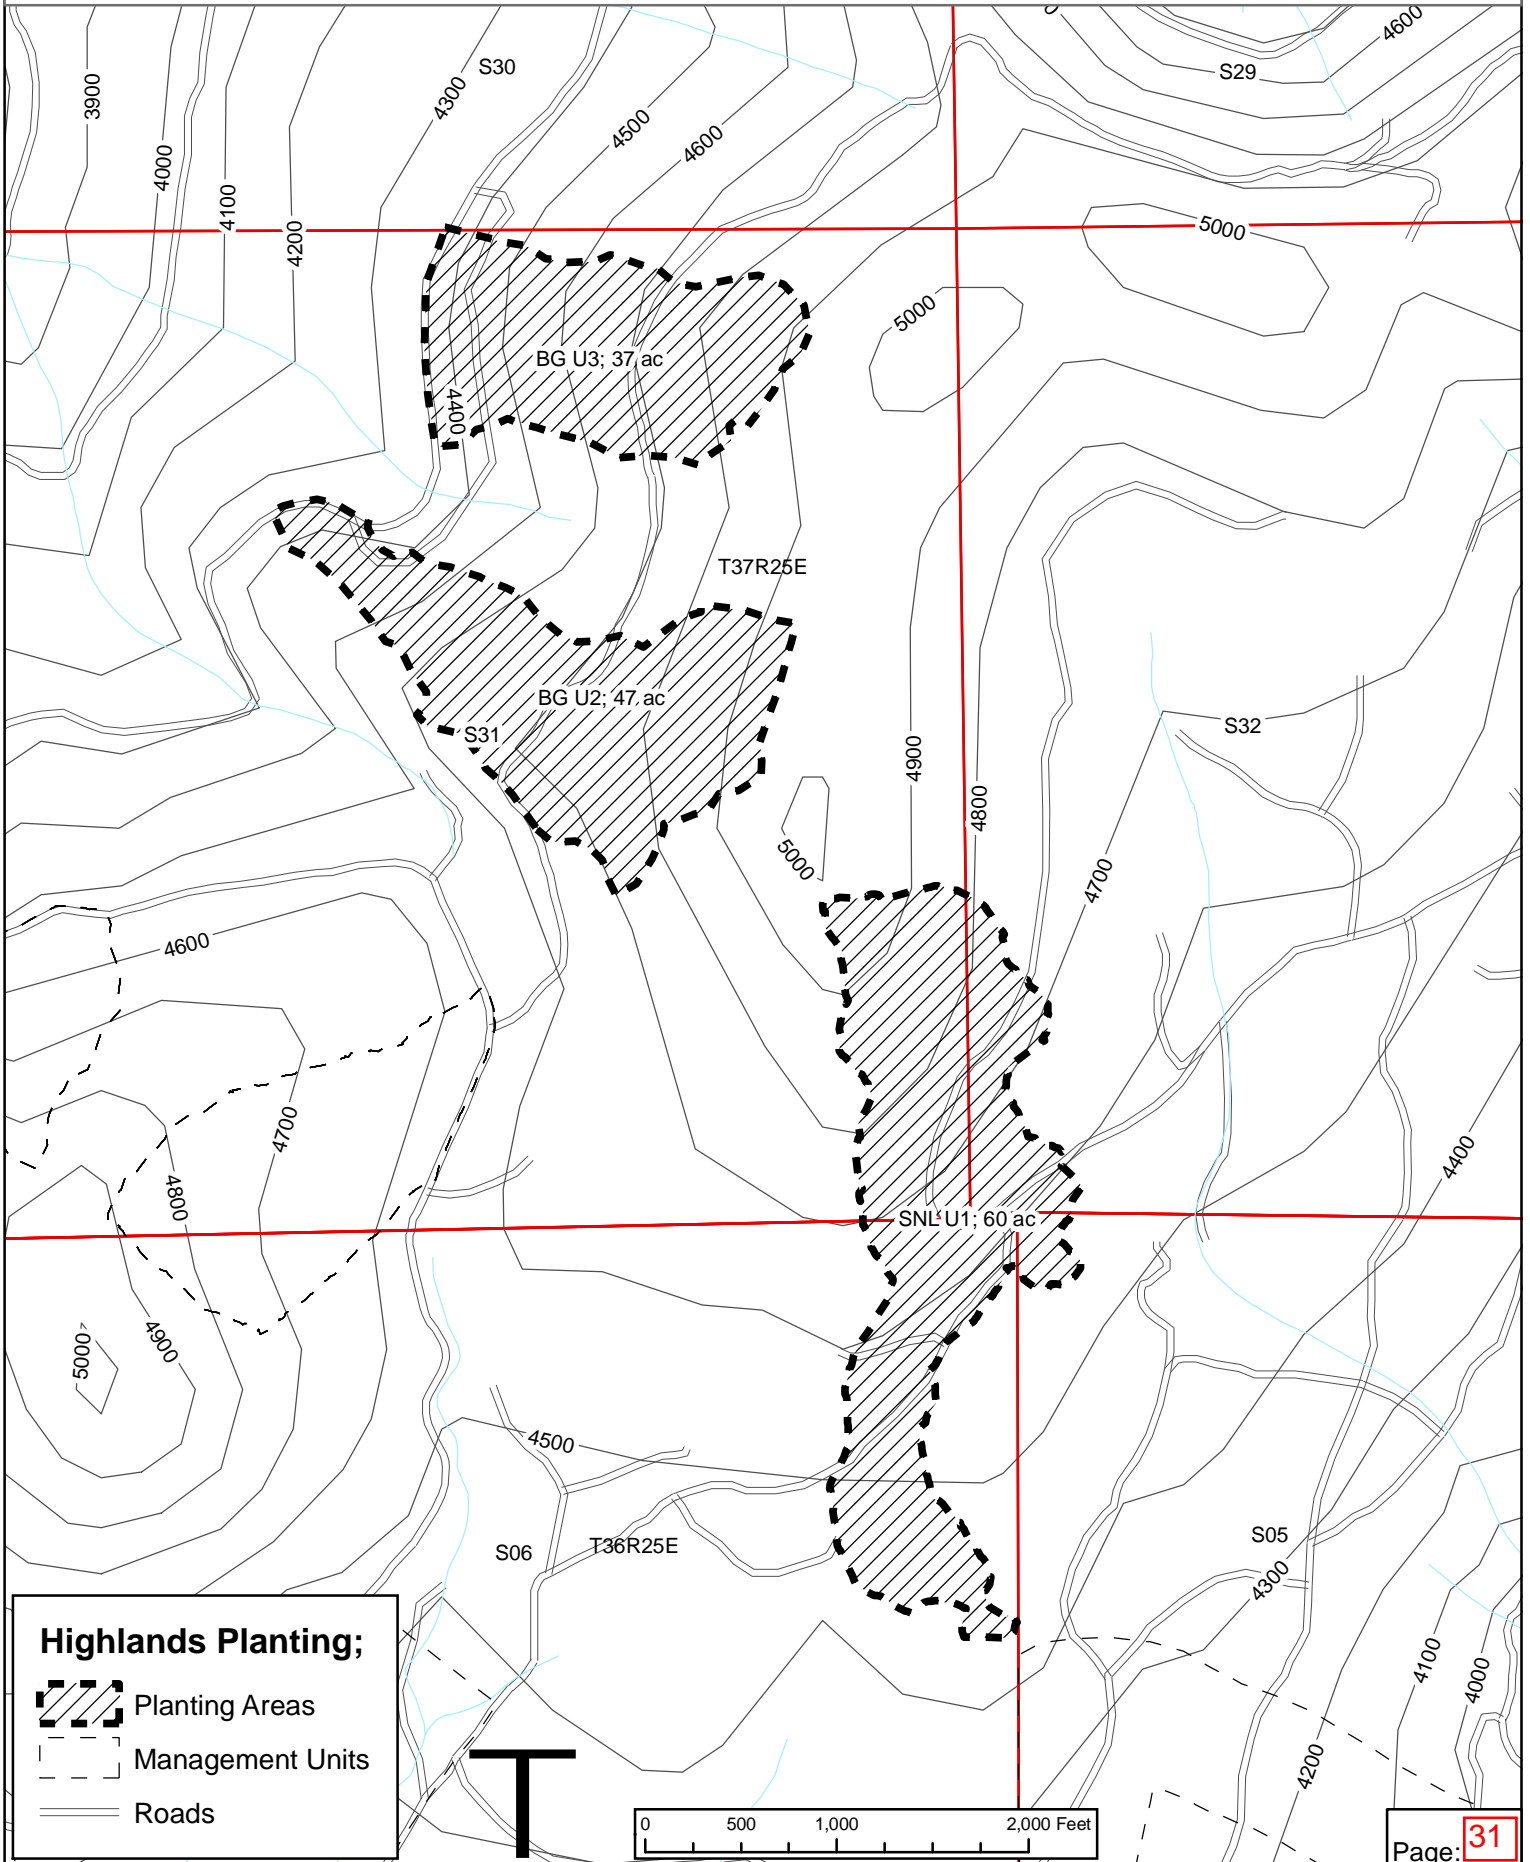 S30
S29
4600
3900
4300
4500
4600
4000
4100
4200
5000
5000
BG U3; 37 ac
4400
T37R25E
BG U2; 47 ac
S31
S32
4900
4800
5000
4700
4600
4700
4800
4400
SNL U1; 60 ac
5000
4900
4500
S06
T36R25E
S05
4300
4100
4000
4200
Highlands Planting;
Planting Areas
Management Units
Roads
T
0 500 1,000 2,000 Feet
Page: 31